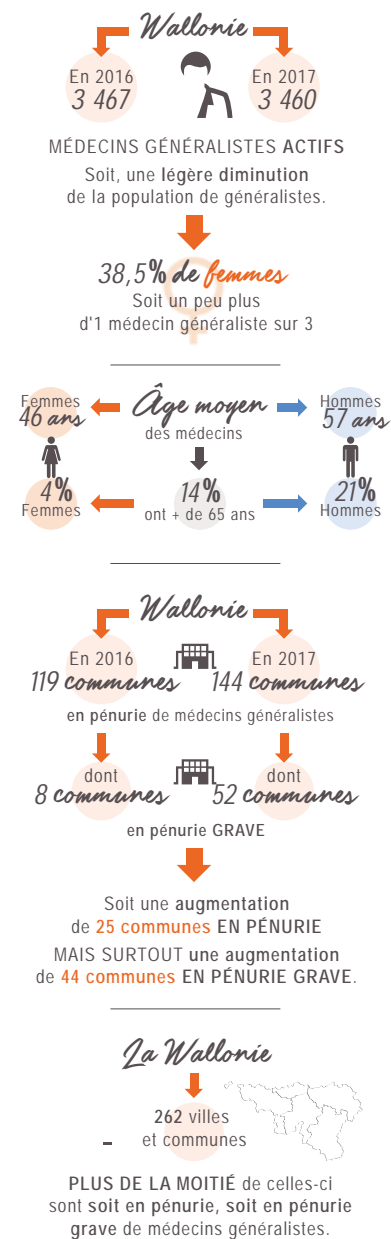 Wallonie
En 2016
3 467
En 2017
3 460
MÉDECINS GÉNÉRALISTES ACTIFS
Soit, une légère diminution
de la population de généralistes.
38,5% de femmes
Soit un peu plus
d'1 médecin généraliste sur 3
Femmes
46 ans
Âge moyen
des médecins
Hommes
57 ans
4%
Femmes
14%
ont + de 65 ans
21%
Hommes
Wallonie
En 2016
119 communes
En 2017
144 communes
en pénurie de médecins généralistes
dont
8 communes
dont
52 communes
en pénurie GRAVE
Soit une augmentation
de 25 communes EN PÉNURIE
MAIS SURTOUT une augmentation
de 44 communes EN PÉNURIE GRAVE.
La Wallonie
262 villes
et communes
PLUS DE LA MOITIÉ de celles-ci
sont soit en pénurie, soit en pénurie
grave de médecins généralistes.